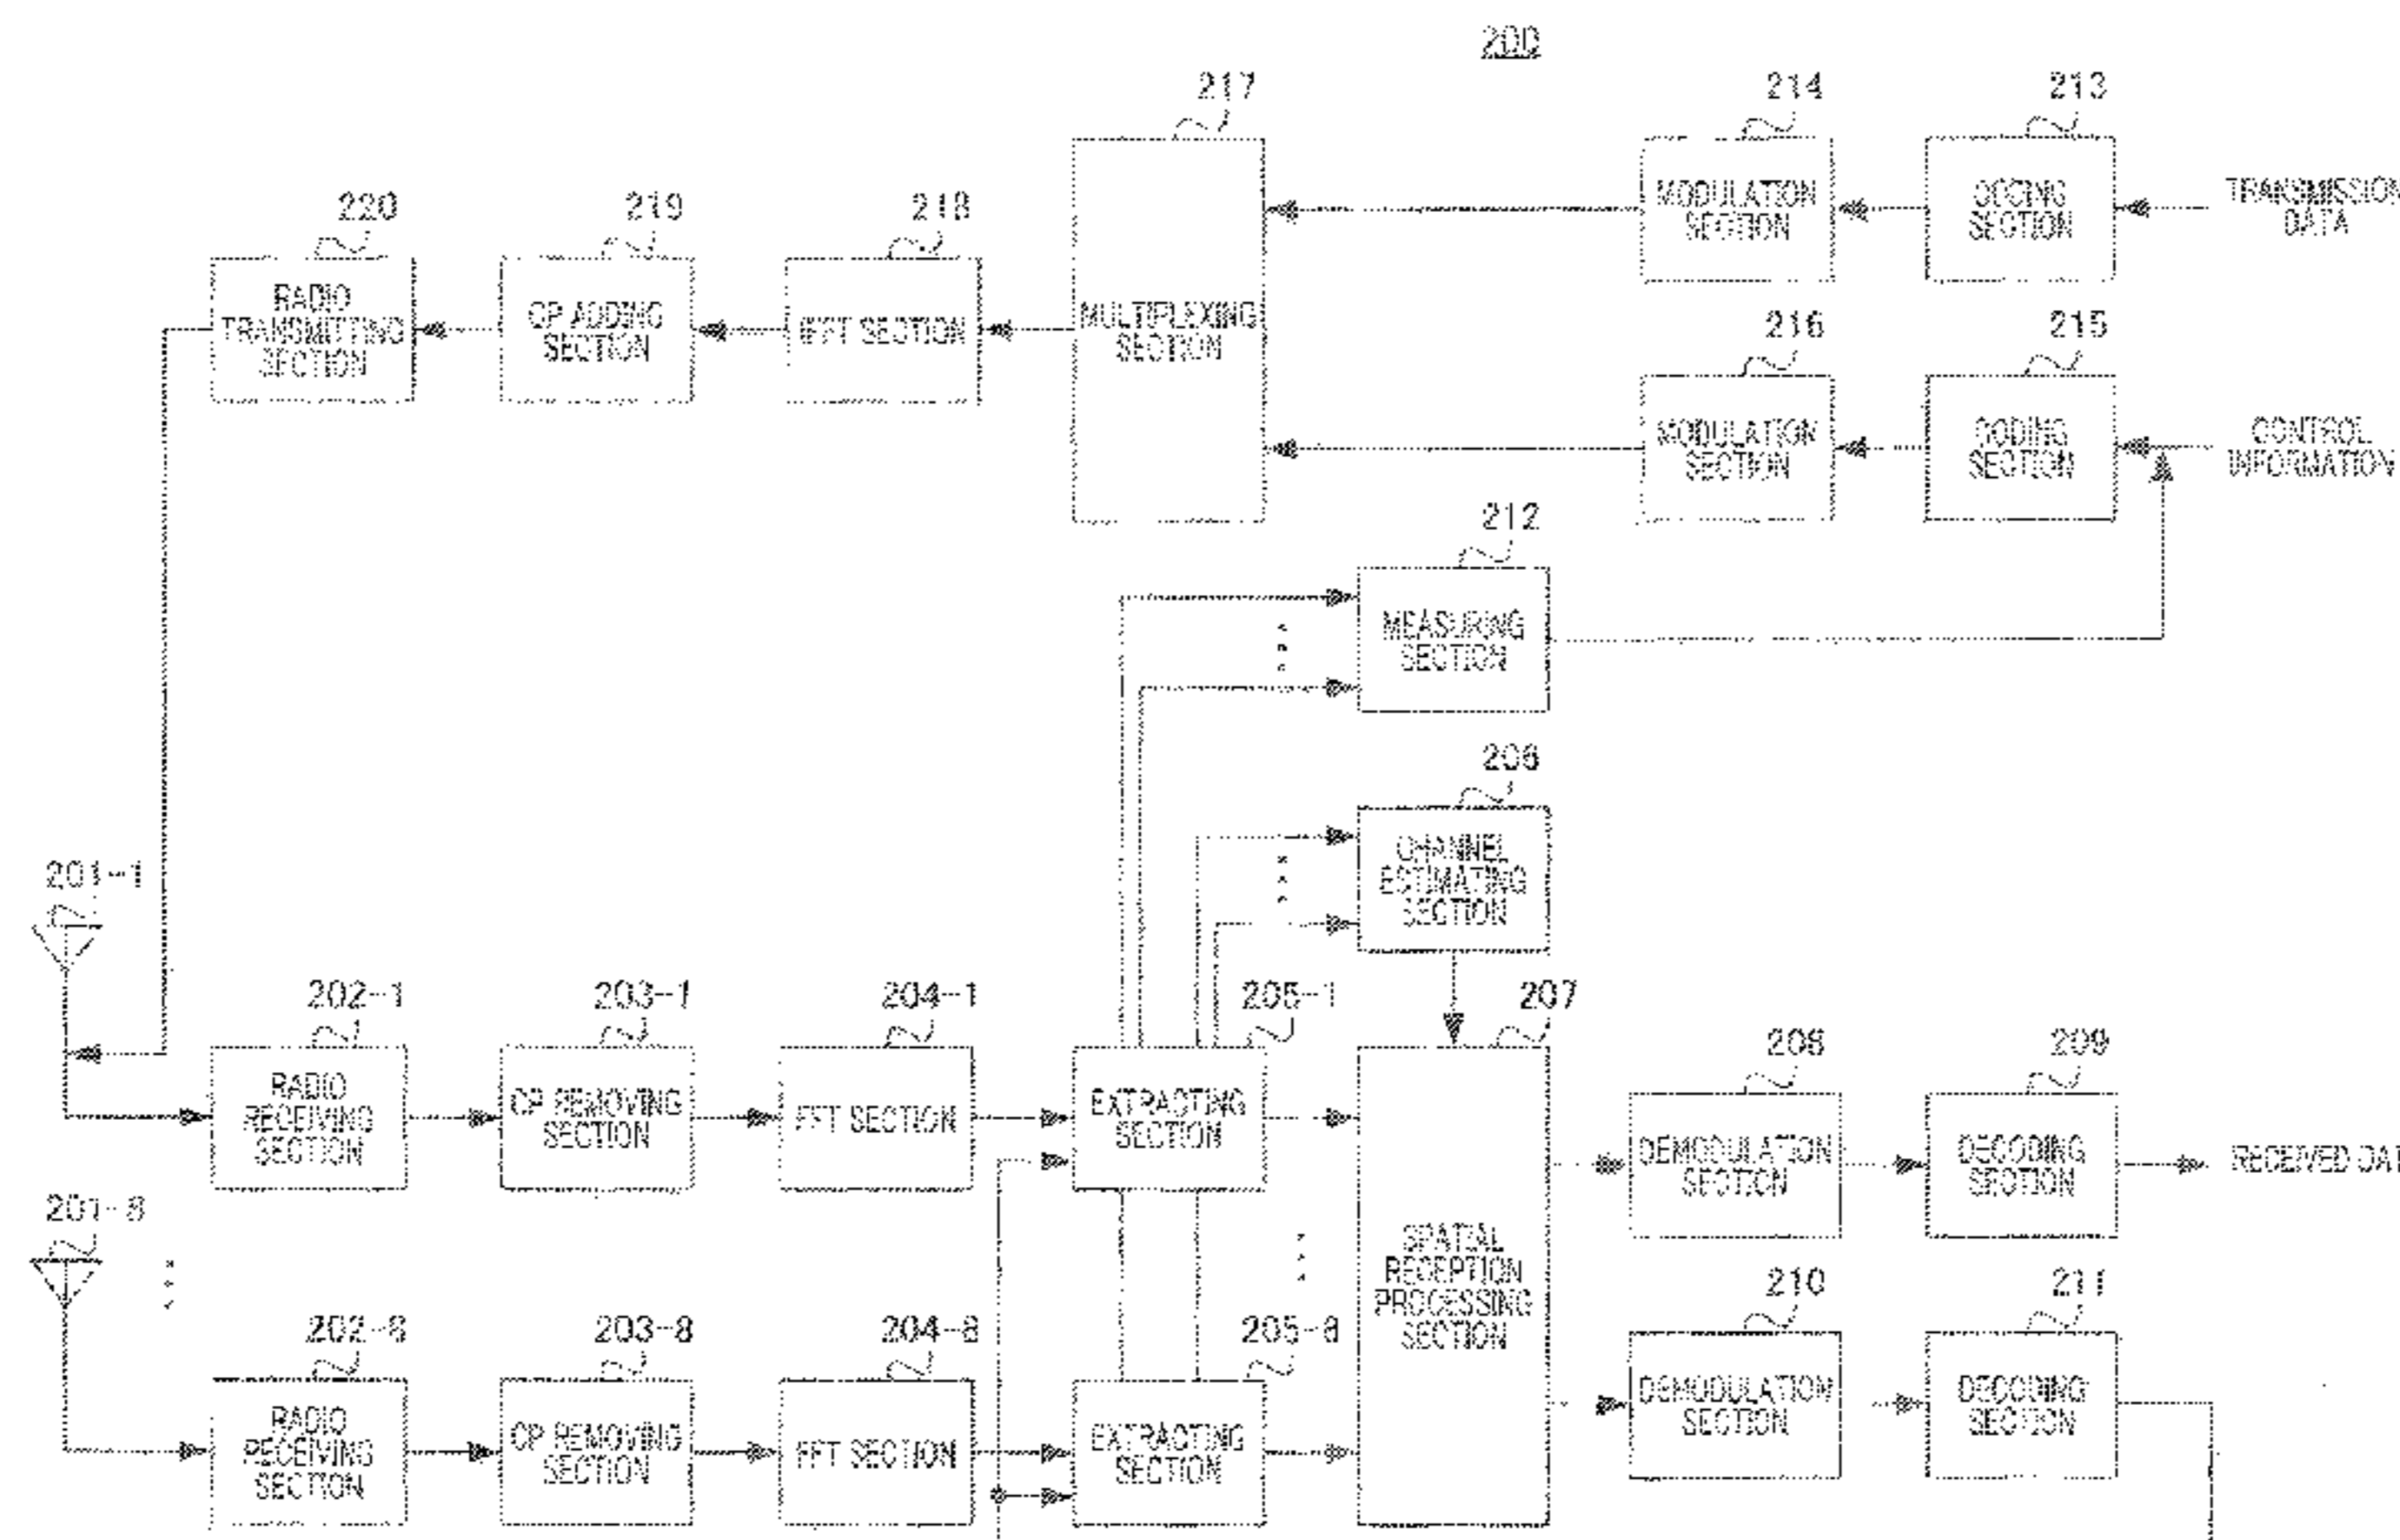 200
217
214
213
MODULATION
SECTION
CODING
SECTION
TRANSMISSION
DATA
220
219
218
RADIO
TRANSMITTING
SECTION
CP ADDING
SECTION
IFFT SECTION
MULTIPLEXING
SECTION
216
215
MODULATION
SECTION
CODING
SECTION
CONTROL
INFORMATION
212
MEASURING
SECTION
206
CHANNEL
ESTIMATING
SECTION
201-1
202-1
203-1
204-1
205-1
207
RADIO
RECEIVING
SECTION
CP REMOVING
SECTION
FFT SECTION
EXTRACTING
SECTION
208
209
DEMODULATION
SECTION
DECODING
SECTION
RECEIVED DAT
201-8
SPATIAL
RECEPTION
PROCESSING
SECTION
202-8
203-8
204-8
205-8
210
211
RADIO
RECEIVING
SECTION
CP REMOVING
SECTION
FFT SECTION
EXTRACTING
SECTION
DEMODULATION
SECTION
DECODING
SECTION